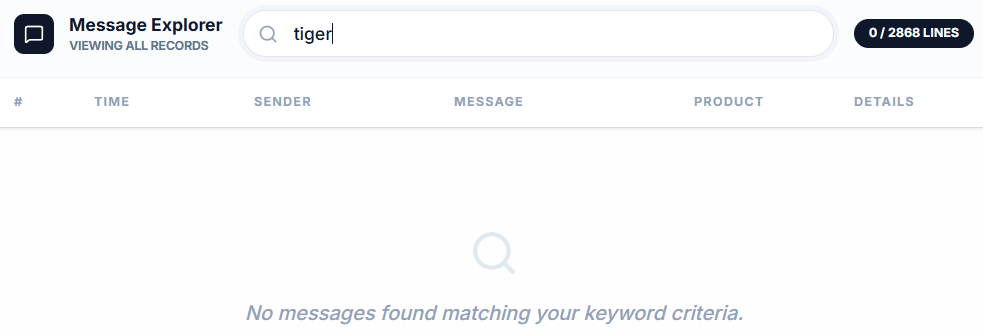 Message Explorer
VIEWING ALL RECORDS
tiger
0 / 2868 LINES
# TIME SENDER MESSAGE PRODUCT DETAILS
No messages found matching your keyword criteria.